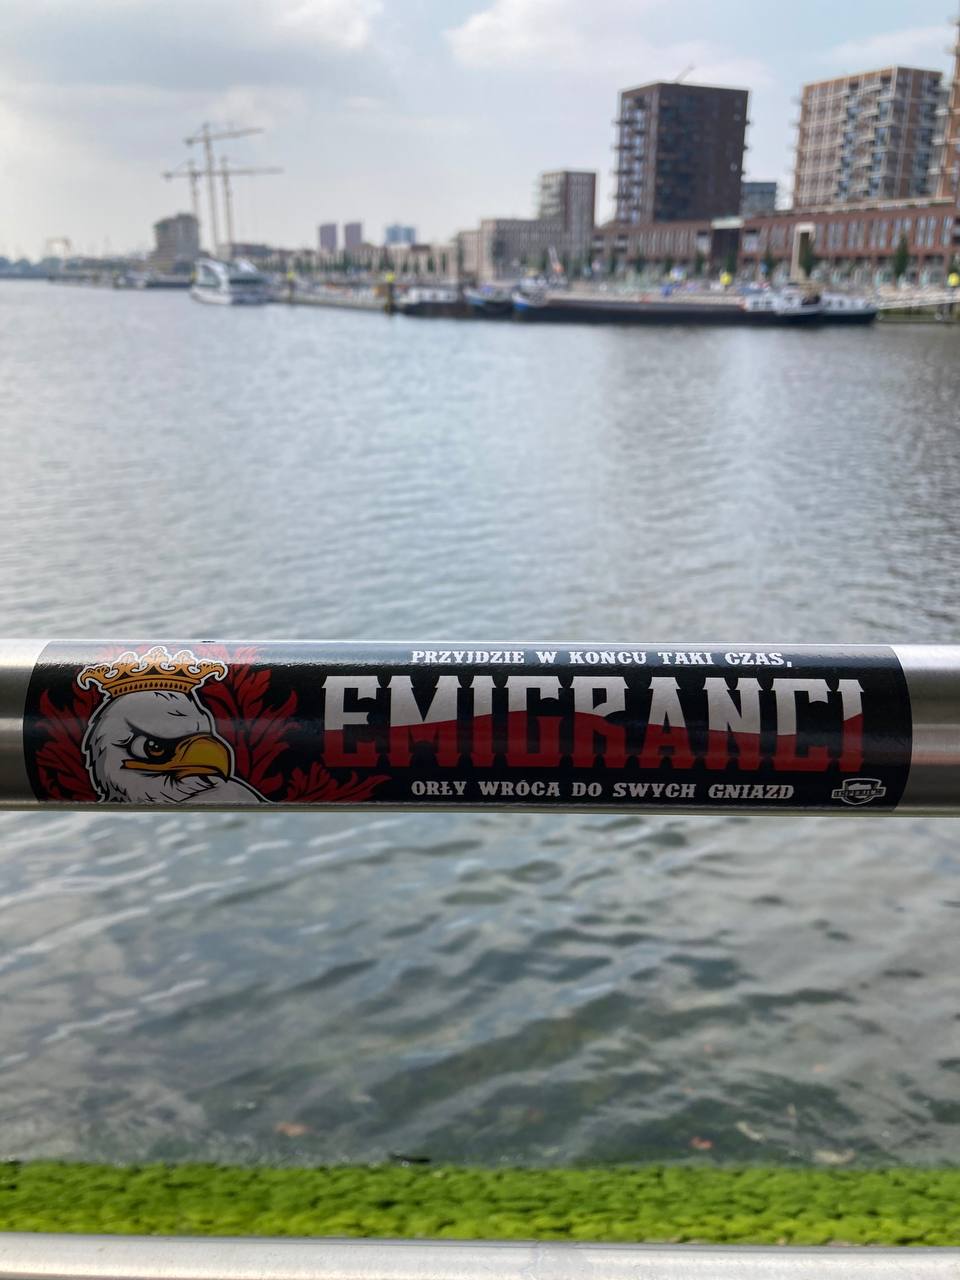 PRZYJDZIE W KOŃCU TAKI CZAS,
EMIGRANCI
ORŁY WRÓCĄ DO SWYCH GNIAZD